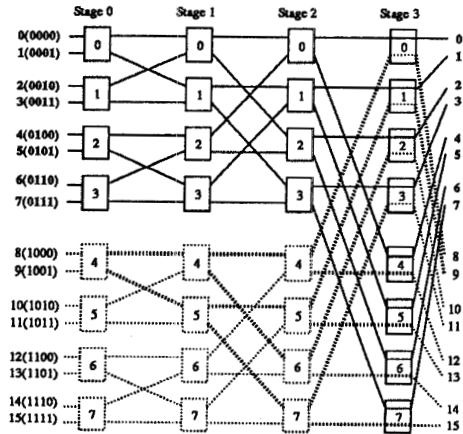 Stage 0 Stage 1 Stage 2 Stage 3
0(0000) 0 0 0 0 0
1(0001) 1
2(0010) 1 1 1 1 2
3(0011) 3
4(0100) 2 2 2 2 4
5(0101) 5
6(0110) 3 3 3 3 6
7(0111) 7
8(1000) 4 4 4 4 8
9(1001) 9
10(1010) 5 5 5 5 10
11(1011) 11
12(1100) 6 6 6 6 12
13(1101) 13
14(1110) 7 7 7 7 14
15(1111) 15